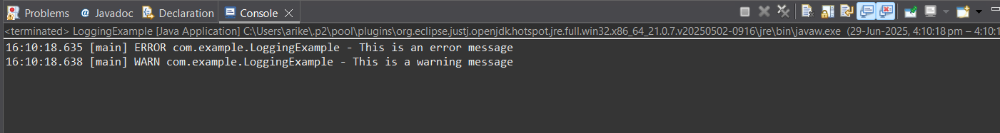 Problems @ Javadoc Declaration Console
<terminated> LoggingExample [Java Application] C:\Users\arike\.p2\pool\plugins\org.eclipse.justj.openjdk.hotspot.jre.full.win32.x86_64_21.0.7.v20250502-0916\jre\bin\javaw.exe (29-Jun-2025, 4:10:18 pm – 4:10:1
16:10:18.635 [main] ERROR com.example.LoggingExample - This is an error message
16:10:18.638 [main] WARN com.example.LoggingExample - This is a warning message